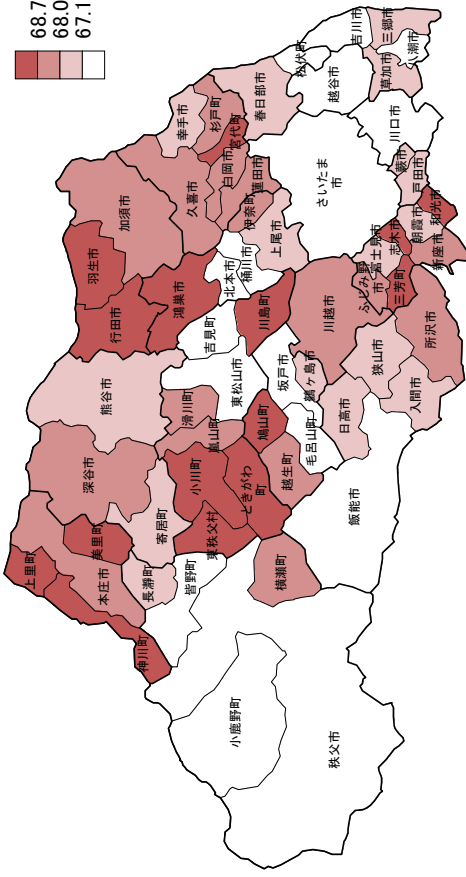 68.7
68.0
67.1
上里町
神川町
本庄市
美里町
深谷市
長瀞町
寄居町
皆野町
小鹿野町
秩父市
横瀬町
東秩父村
小川町
ときがわ
町
嵐山町
滑川町
熊谷市
行田市
羽生市
加須市
鴻巣市
久喜市
幸手市
杉戸町
宮代町
白岡市
蓮田市
伊奈町
春日部市
松伏町
吉川市
三郷市
八潮市
草加市
越谷市
川口市
さいたま
市
上尾市
桶川市
北本市
吉見町
川島町
東松山市
鳩山町
越生町
毛呂山町
坂戸市
鶴ヶ島市
川越市
日高市
飯能市
狭山市
入間市
所沢市
ふじみ野
市
富士見市
三芳町
志木市
新座市
朝霞市
和光市
戸田市
蕨市